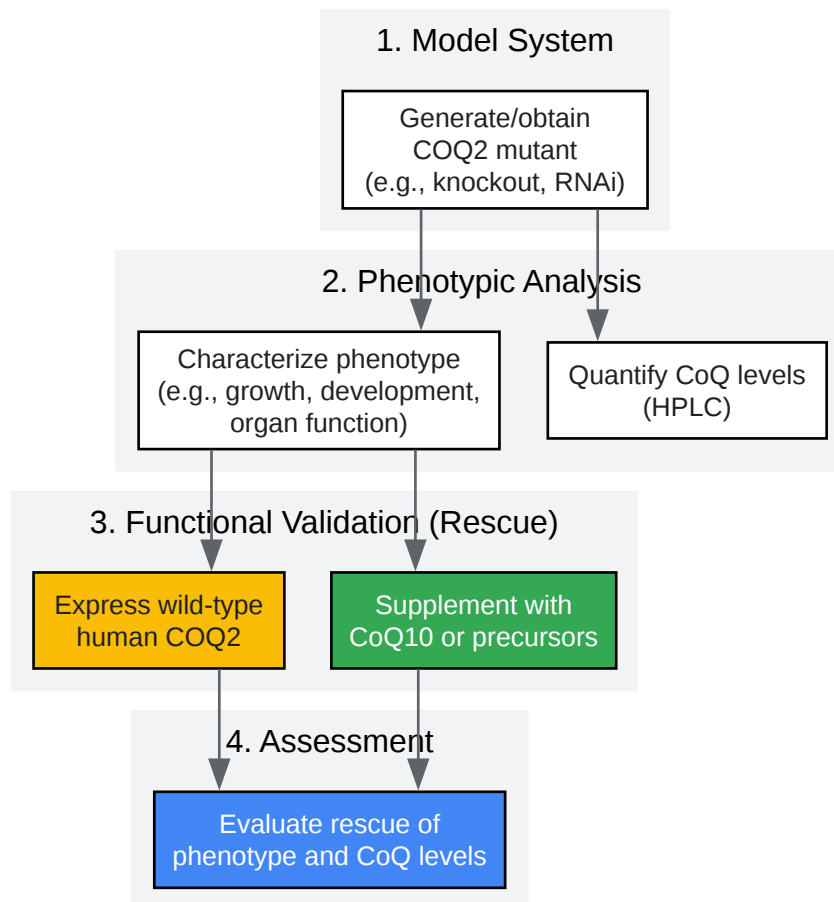 1. Model System
Generate/obtain
COQ2 mutant
(e.g., knockout, RNAi)
2. Phenotypic Analysis
Characterize phenotype
(e.g., growth, development,
organ function)
Quantify CoQ levels
(HPLC)
3. Functional Validation (Rescue)
Express wild-type
human COQ2
Supplement with
CoQ10 or precursors
4. Assessment
Evaluate rescue of
phenotype and CoQ levels